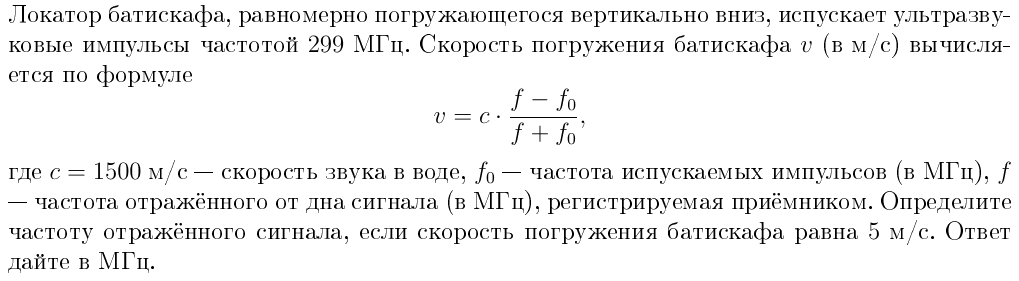 Локатор батискафа, равномерно погружающегося вертикально вниз, испускает ультразву-
ковые импульсы частотой 299 МГц. Скорость погружения батискафа v (в м/с) вычисля-
ется по формуле
v = c · \frac{f − f₀}{f + f₀},
где c = 1500 м/с — скорость звука в воде, f₀ — частота испускаемых импульсов (в МГц), f
— частота отражённого от дна сигнала (в МГц), регистрируемая приёмником. Определите
частоту отражённого сигнала, если скорость погружения батискафа равна 5 м/с. Ответ
дайте в МГц.